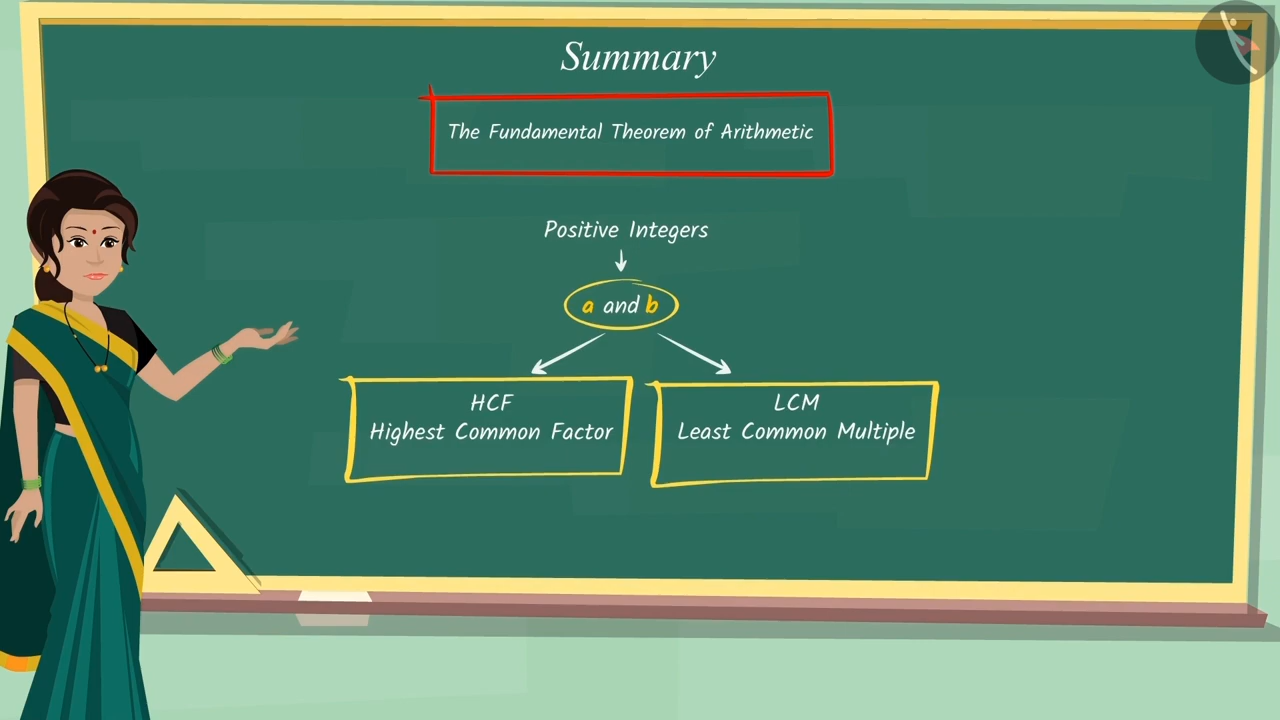 Summary
The Fundamental Theorem of Arithmetic
Positive Integers
a and b
HCF
Highest Common Factor
LCM
Least Common Multiple